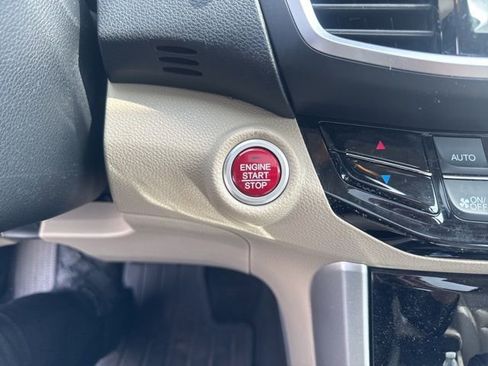 ENGINE
START
STOP
AUTO
ON/
OFF